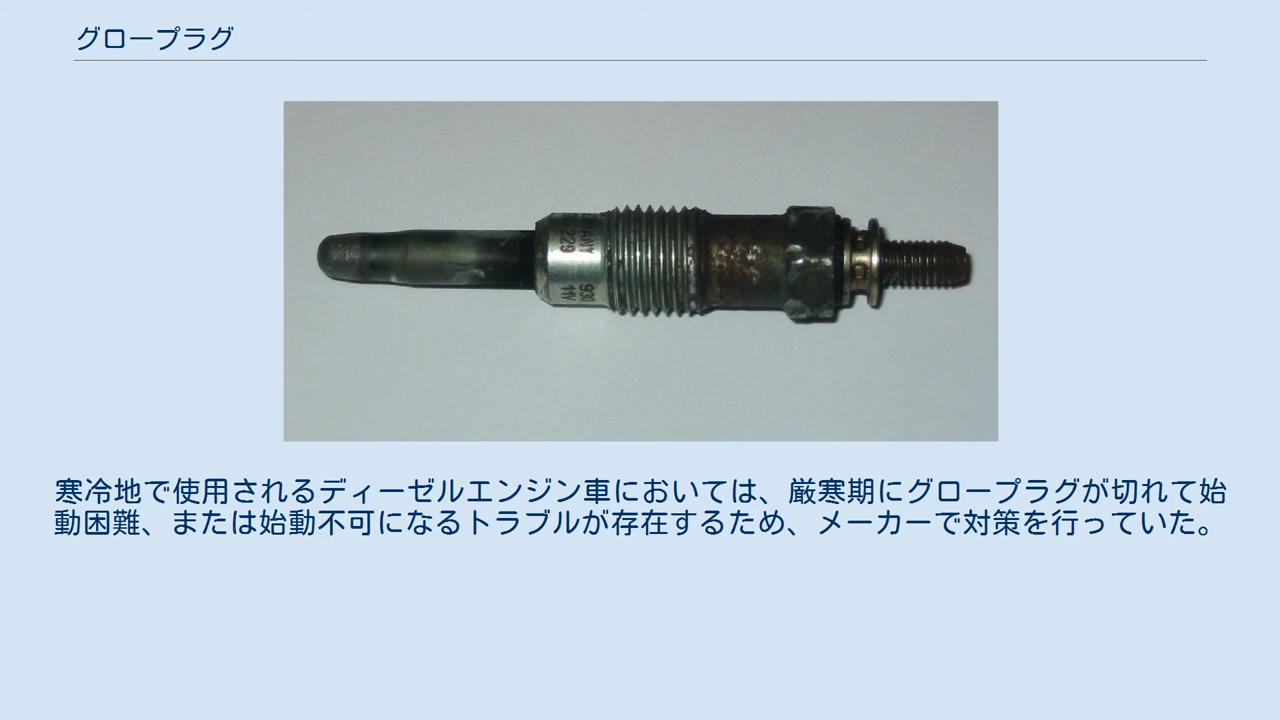 グロープラグ
ANY
229
930
11V
寒冷地で使用されるディーゼルエンジン車においては、厳寒期にグロープラグが切れて始
動困難、または始動不可になるトラブルが存在するため、メーカーで対策を行っていた。